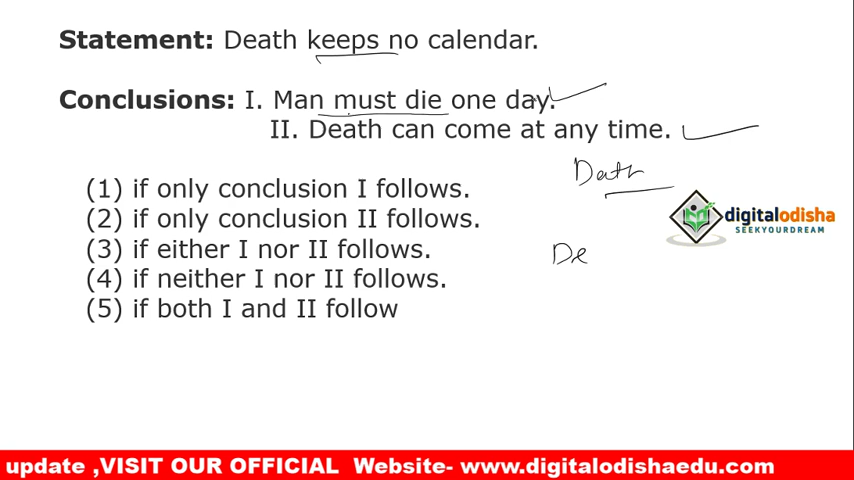 Statement: Death keeps no calendar.
Conclusions: I. Man must die one day.
II. Death can come at any time.
Death
(1) if only conclusion I follows.
(2) if only conclusion II follows.
digitalodisha
SEEKYOURDREAM
(3) if either I nor II follows.
De
(4) if neither I nor II follows.
(5) if both I and II follow
update ,VISIT OUR OFFICIAL Website- www.digitalodishaedu.com